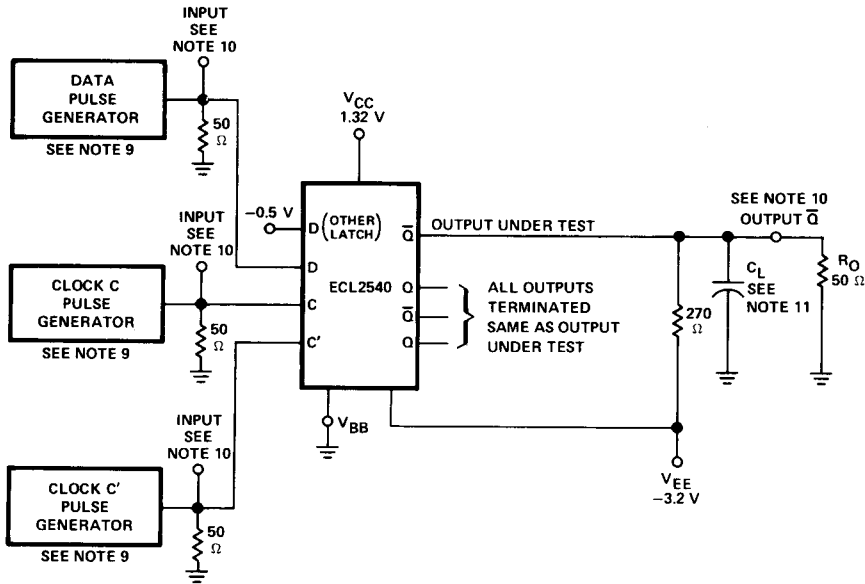 INPUT
SEE
NOTE 10
DATA
PULSE
GENERATOR
SEE NOTE 9
50
Ω
VCC
1.32 V
−0.5 V
D (OTHER
LATCH)
Q̅
OUTPUT UNDER TEST
SEE NOTE 10
OUTPUT Q̅
INPUT
SEE
NOTE 10
D
CLOCK C
PULSE
GENERATOR
SEE NOTE 9
50
Ω
C
ECL2540
C'
Q
Q̅
Q
ALL OUTPUTS
TERMINATED
SAME AS OUTPUT
UNDER TEST
270
Ω
CL
SEE
NOTE 11
RO
50 Ω
VBB
VEE
−3.2 V
INPUT
SEE
NOTE 10
CLOCK C'
PULSE
GENERATOR
SEE NOTE 9
50
Ω